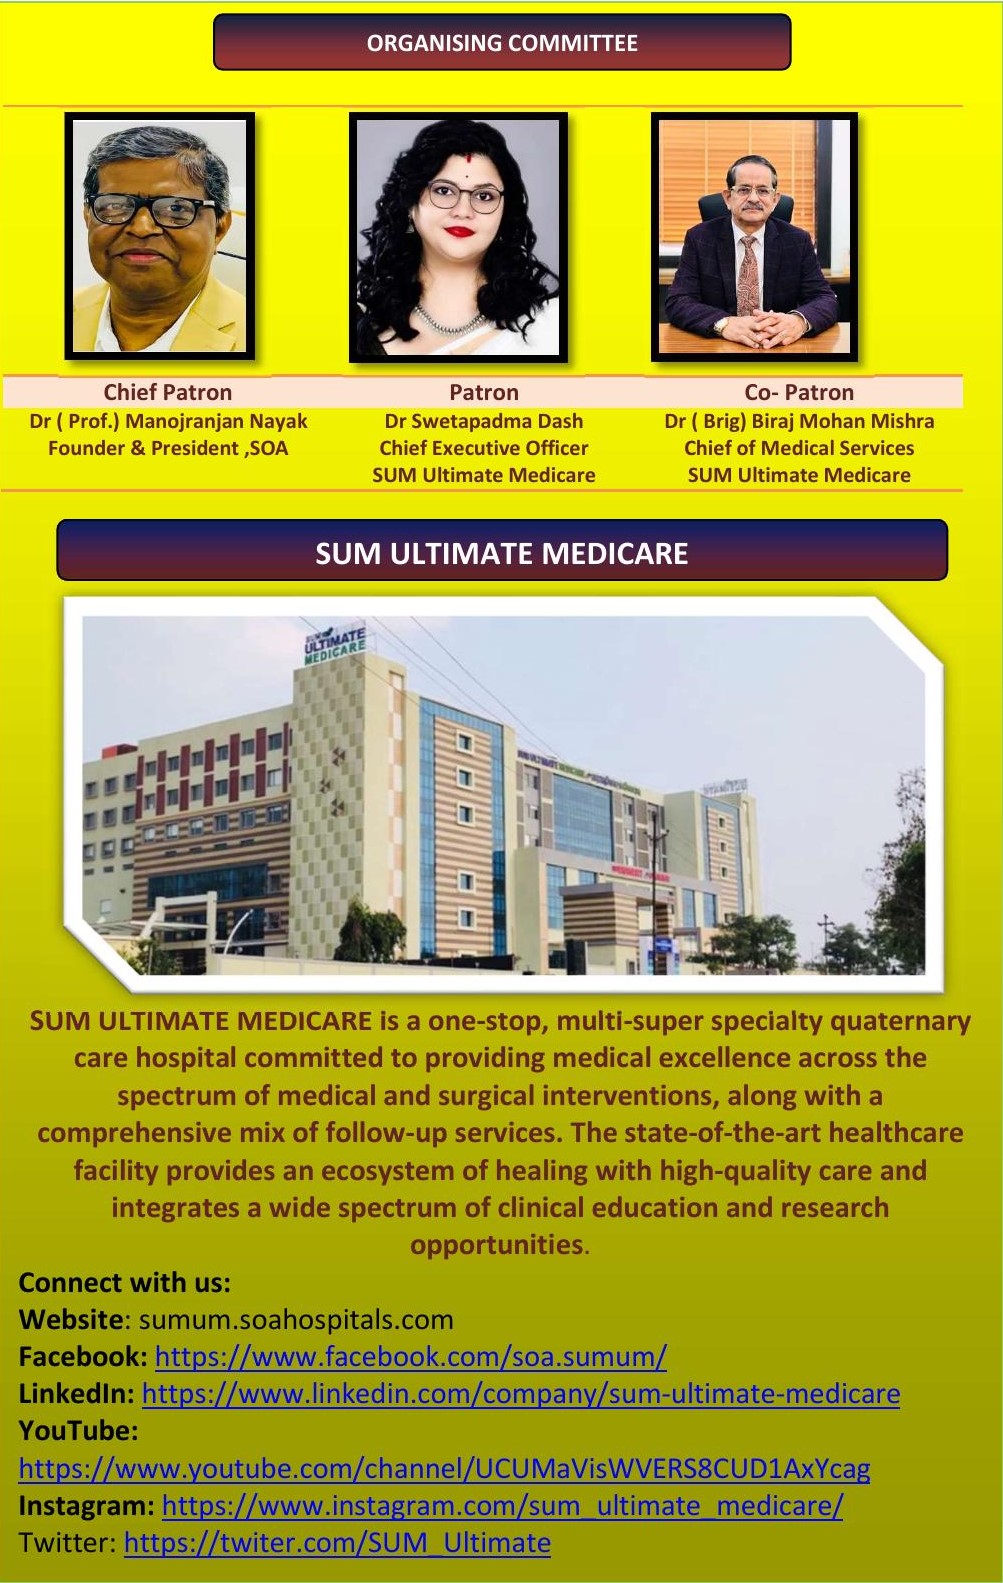 ORGANISING COMMITTEE
Chief Patron
Patron
Co- Patron
Dr ( Prof.) Manojranjan Nayak
Founder & President ,SOA
Dr Swetapadma Dash
Chief Executive Officer
SUM Ultimate Medicare
Dr ( Brig) Biraj Mohan Mishra
Chief of Medical Services
SUM Ultimate Medicare
SUM ULTIMATE MEDICARE
SUM
ULTIMATE
MEDICARE
SUM ULTIMATE MEDICARE is a one-stop, multi-super specialty quaternary
care hospital committed to providing medical excellence across the
spectrum of medical and surgical interventions, along with a
comprehensive mix of follow-up services. The state-of-the-art healthcare
facility provides an ecosystem of healing with high-quality care and
integrates a wide spectrum of clinical education and research
opportunities.
Connect with us:
Website: sumum.soahospitals.com
Facebook: https://www.facebook.com/soa.sumum/
LinkedIn: https://www.linkedin.com/company/sum-ultimate-medicare
YouTube:
https://www.youtube.com/channel/UCUMaVisWVERS8CUD1AxYcag
Instagram: https://www.instagram.com/sum_ultimate_medicare/
Twitter: https://twiter.com/SUM_Ultimate